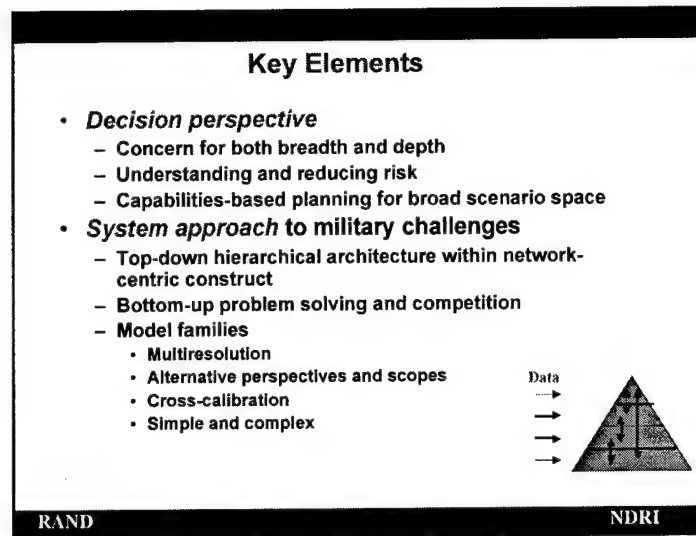 Key Elements
• Decision perspective
– Concern for both breadth and depth
– Understanding and reducing risk
– Capabilities-based planning for broad scenario space
• System approach to military challenges
– Top-down hierarchical architecture within network-
centric construct
– Bottom-up problem solving and competition
– Model families
• Multiresolution
• Alternative perspectives and scopes
• Cross-calibration
• Simple and complex
Data
RAND
NDRI